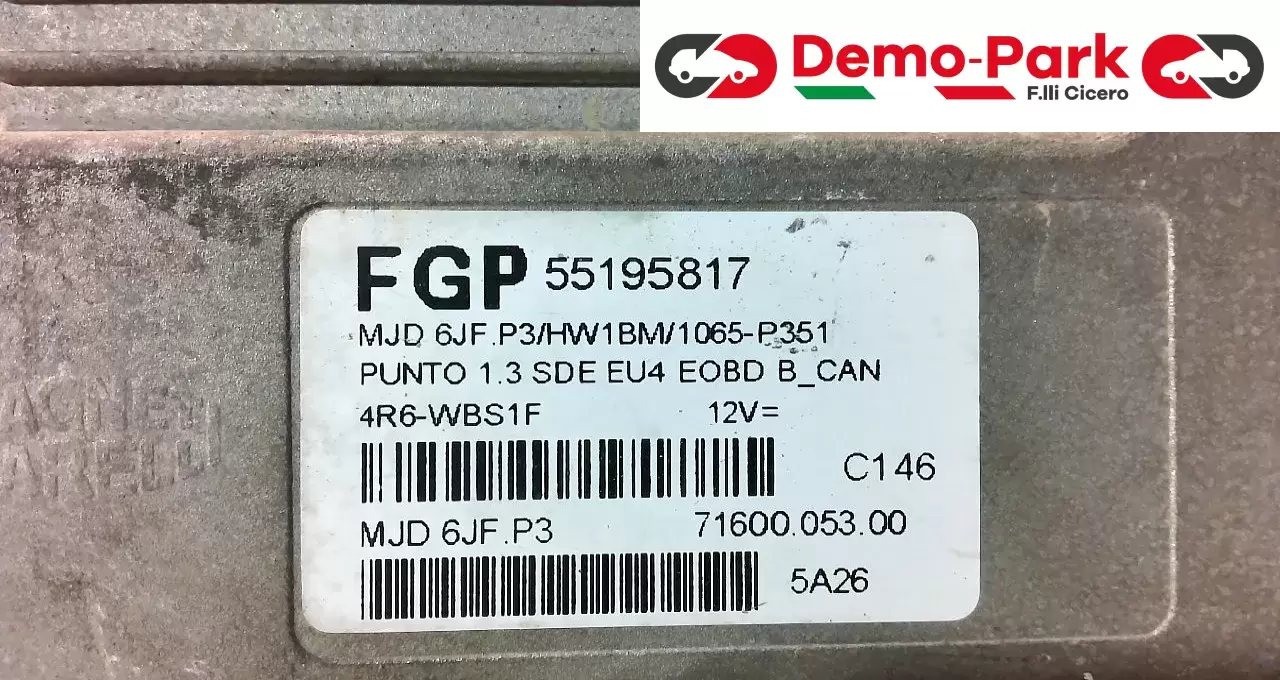 Demo-Park
F.lli Cicero
FGP 55195817
MJD 6JF.P3/HW1BM/1065-P351
PUNTO 1.3 SDE EU4 EOBD B_CAN
4R6-WBS1F 12V=
C146
MJD 6JF.P3 71600.053.00
5A26